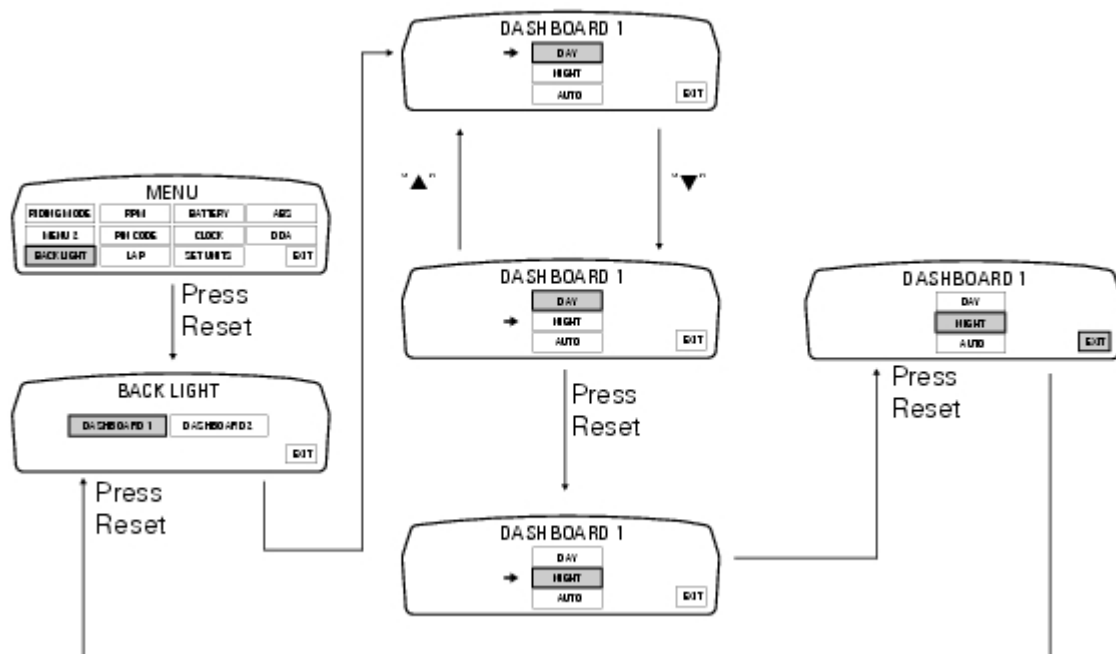 DASHBOARD 1
DAY
NIGHT
AUTO
EXIT
"▲"
"▼"
MENU
RIDING MODE RPM BATTERY ABS
MENU 2 PIN CODE CLOCK DDA
BACK LIGHT LAP SET UNITS EXIT
Press
Reset
DASHBOARD 1
DAY
NIGHT
AUTO
EXIT
DASHBOARD 1
DAY
NIGHT
AUTO
EXIT
Press
Reset
BACK LIGHT
DASHBOARD 1 DASHBOARD 2
EXIT
Press
Reset
Press
Reset
DASHBOARD 1
DAY
NIGHT
AUTO
EXIT